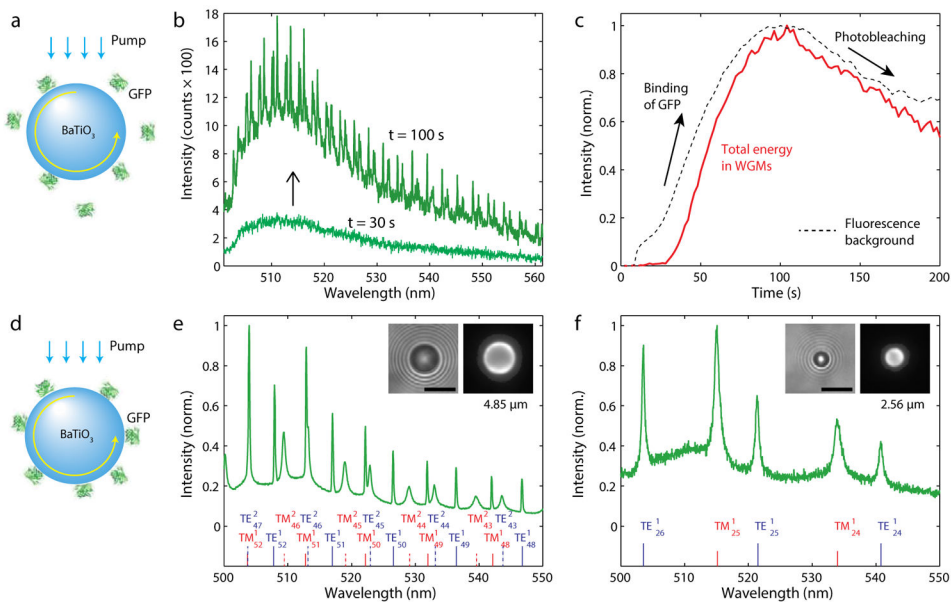 a
Pump
GFP
BaTiO3
b
Intensity (counts × 100)
18
16
14
12
10
8
6
4
2
0
t = 100 s
t = 30 s
510 520 530 540 550 561
500
Wavelength (nm)
c
Intensity (norm.)
1
0.8
0.6
0.4
0.2
0
Binding
of GFP
Photobleaching
Total energy
in WGMs
Fluorescence
background
0 50 100 150 200
Time (s)
d
Pump
GFP
BaTiO3
e
Intensity (norm.)
1
0.8
0.6
0.4
0.2
0
4.85 µm
TE²47 TM²46 TE²46 TM²45 TE²45 TM²44 TE²44 TM²43 TE²43
TM¹52 TE¹52 TM¹51 TE¹51 TM¹50 TE¹50 TM¹49 TE¹49 TM¹48 TE¹48
500 510 520 530 540 550
Wavelength (nm)
f
Intensity (norm.)
1
0.8
0.6
0.4
0.2
0
2.56 µm
TE¹26 TM¹25 TE¹25 TM¹24 TE¹24
500 510 520 530 540 550
Wavelength (nm)